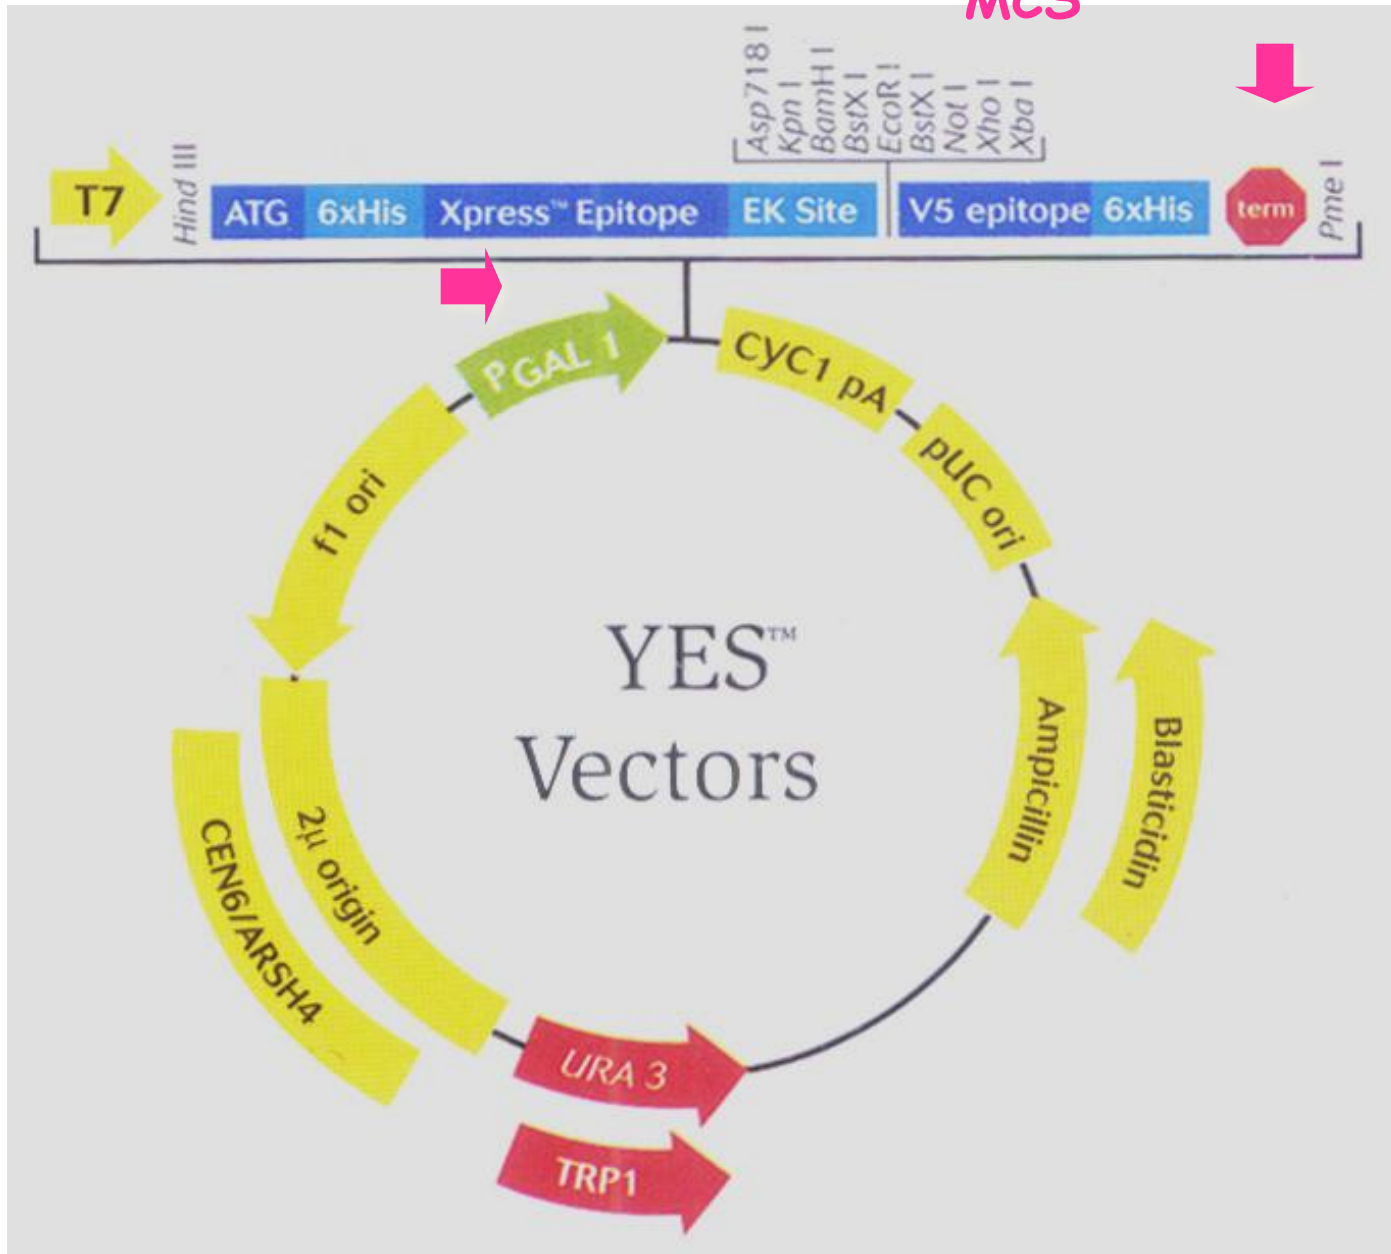 MCS
Asp718 I
Kpn I
BamH I
BstX I
EcoR I
BstX I
Not I
Xho I
Xba I
T7
Hind III
ATG
6xHis
Xpress™ Epitope
EK Site
V5 epitope
6xHis
term
Pme I
PGAL 1
CYC1 pA
f1 ori
pUC ori
YES™
Vectors
Ampicillin
Blasticidin
2µ origin
CEN6/ARSH4
URA 3
TRP1